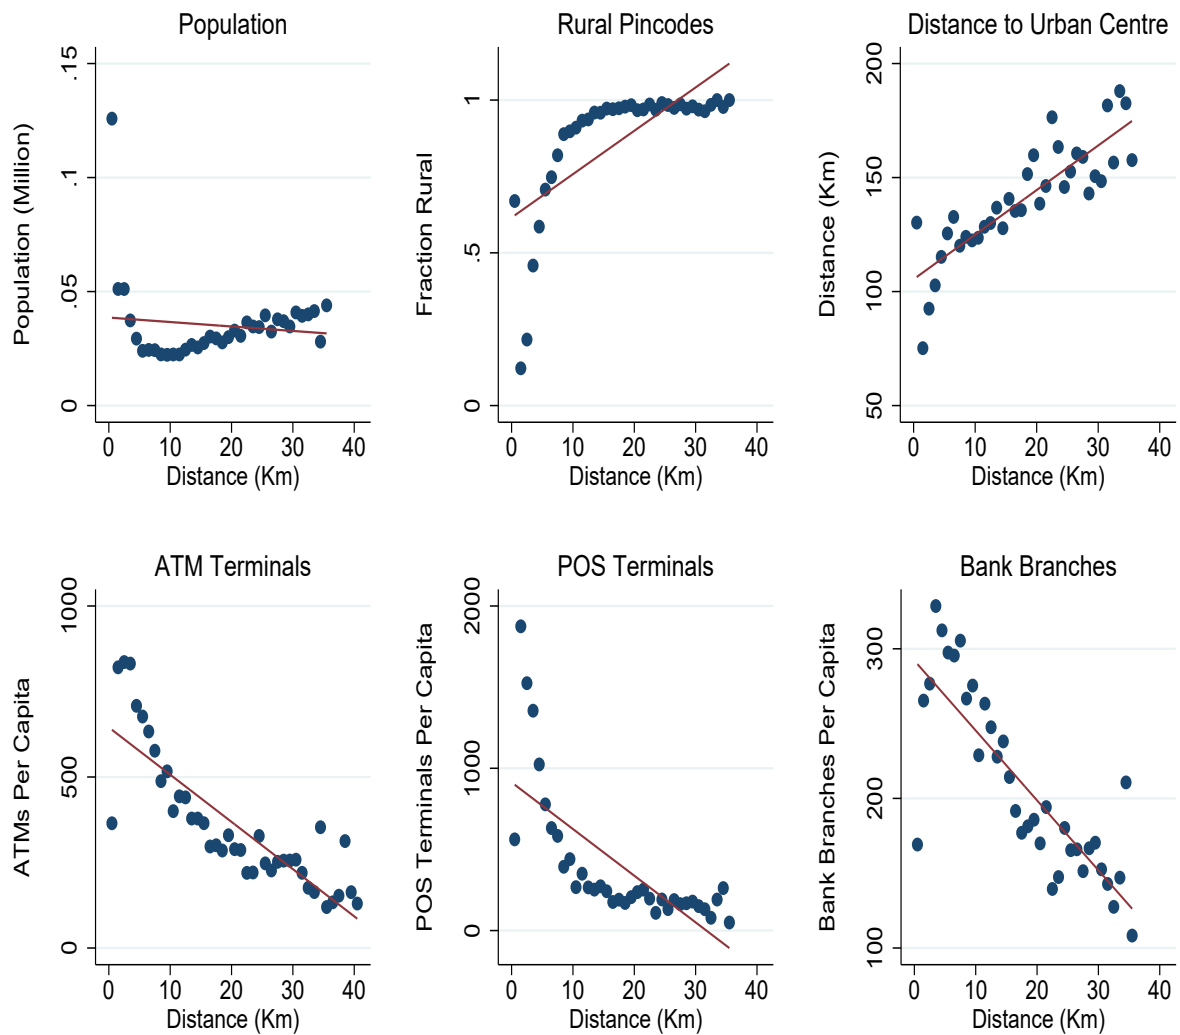 Population
Population (Million)
.15
.1
.05
0
0 10 20 30 40
Distance (Km)
Rural Pincodes
Fraction Rural
1
.5
0
0 10 20 30 40
Distance (Km)
Distance to Urban Centre
Distance (Km)
200
150
100
50
0 10 20 30 40
Distance (Km)
ATM Terminals
ATMs Per Capita
1000
500
0
0 10 20 30 40
Distance (Km)
POS Terminals
POS Terminals Per Capita
2000
1000
0
0 10 20 30 40
Distance (Km)
Bank Branches
Bank Branches Per Capita
300
200
100
0 10 20 30 40
Distance (Km)